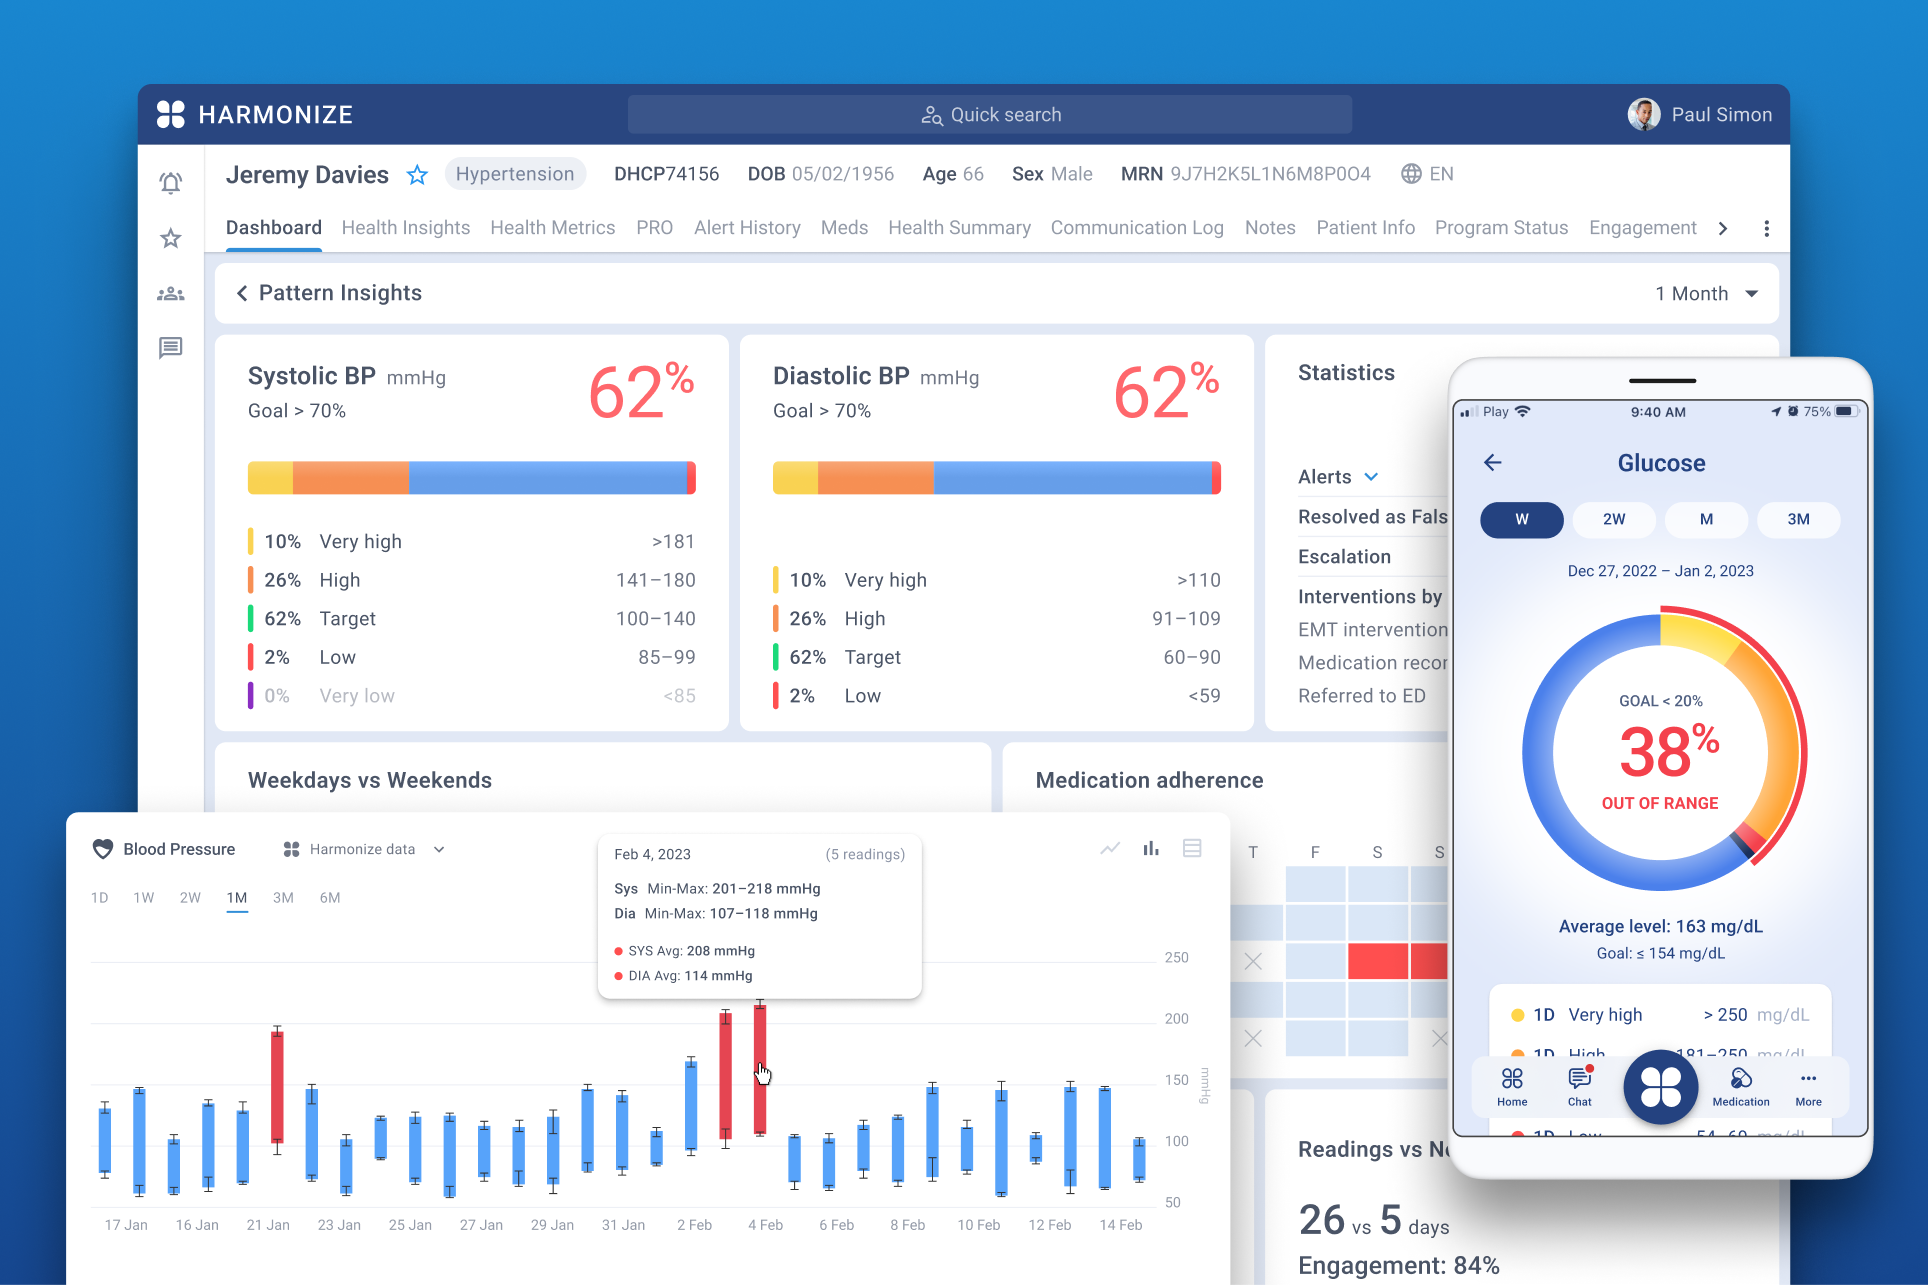 HARMONIZE
Quick search
Paul Simon
Jeremy Davies
Hypertension
DHCP74156
DOB 05/02/1956
Age 66
Sex Male
MRN 9J7H2K5L1N6M8P0O4
EN
Dashboard
Health Insights
Health Metrics
PRO
Alert History
Meds
Health Summary
Communication Log
Notes
Patient Info
Program Status
Engagement
Pattern Insights
1 Month
Systolic BP mmHg
62%
Goal > 70%
10% Very high >181
26% High 141–180
62% Target 100–140
2% Low 85–99
0% Very low <85
Diastolic BP mmHg
62%
Goal > 70%
10% Very high >110
26% High 91–109
62% Target 60–90
2% Low <59
Statistics
Alerts
Resolved as Fals
Escalation
Interventions by
EMT intervention
Medication recor
Referred to ED
Weekdays vs Weekends
Medication adherence
T F S S
Readings vs
26 vs 5 days
Engagement: 84%
Blood Pressure
Harmonize data
1D 1W 2W 1M 3M 6M
Feb 4, 2023 (5 readings)
Sys Min-Max: 201–218 mmHg
Dia Min-Max: 107–118 mmHg
SYS Avg: 208 mmHg
DIA Avg: 114 mmHg
250
200
150
100
50
mmHg
17 Jan 16 Jan 21 Jan 23 Jan 25 Jan 27 Jan 29 Jan 31 Jan 2 Feb 4 Feb 6 Feb 8 Feb 10 Feb 12 Feb 14 Feb
Play 9:40 AM 75%
Glucose
W 2W M 3M
Dec 27, 2022 – Jan 2, 2023
GOAL < 20%
38%
OUT OF RANGE
Average level: 163 mg/dL
Goal: ≤ 154 mg/dL
1D Very high > 250 mg/dL
1D High 181–250 mg/dL
Home
Chat
Medication
More
1D Low 54–69 mg/dL